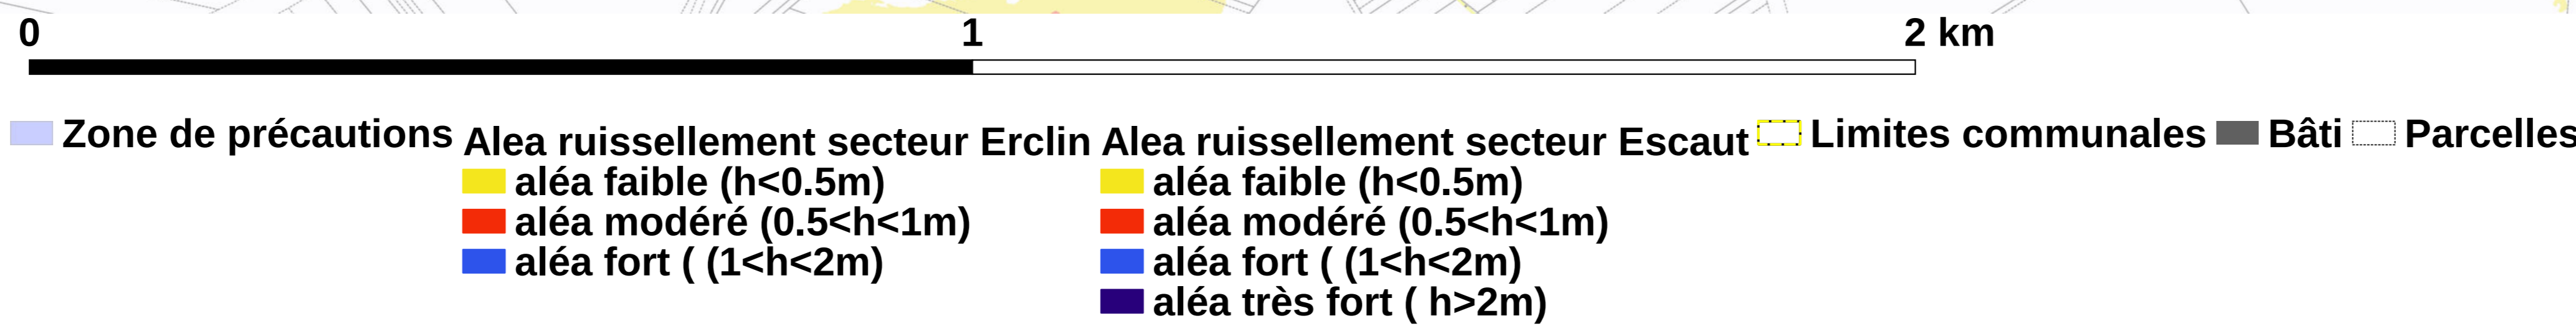 0 1 2 km
Zone de précautions
Alea ruissellement secteur Erclin
aléa faible (h<0.5m)
aléa modéré (0.5<h<1m)
aléa fort ( (1<h<2m)
Alea ruissellement secteur Escaut
aléa faible (h<0.5m)
aléa modéré (0.5<h<1m)
aléa fort ( (1<h<2m)
aléa très fort ( h>2m)
Limites communales
Bâti
Parcelles